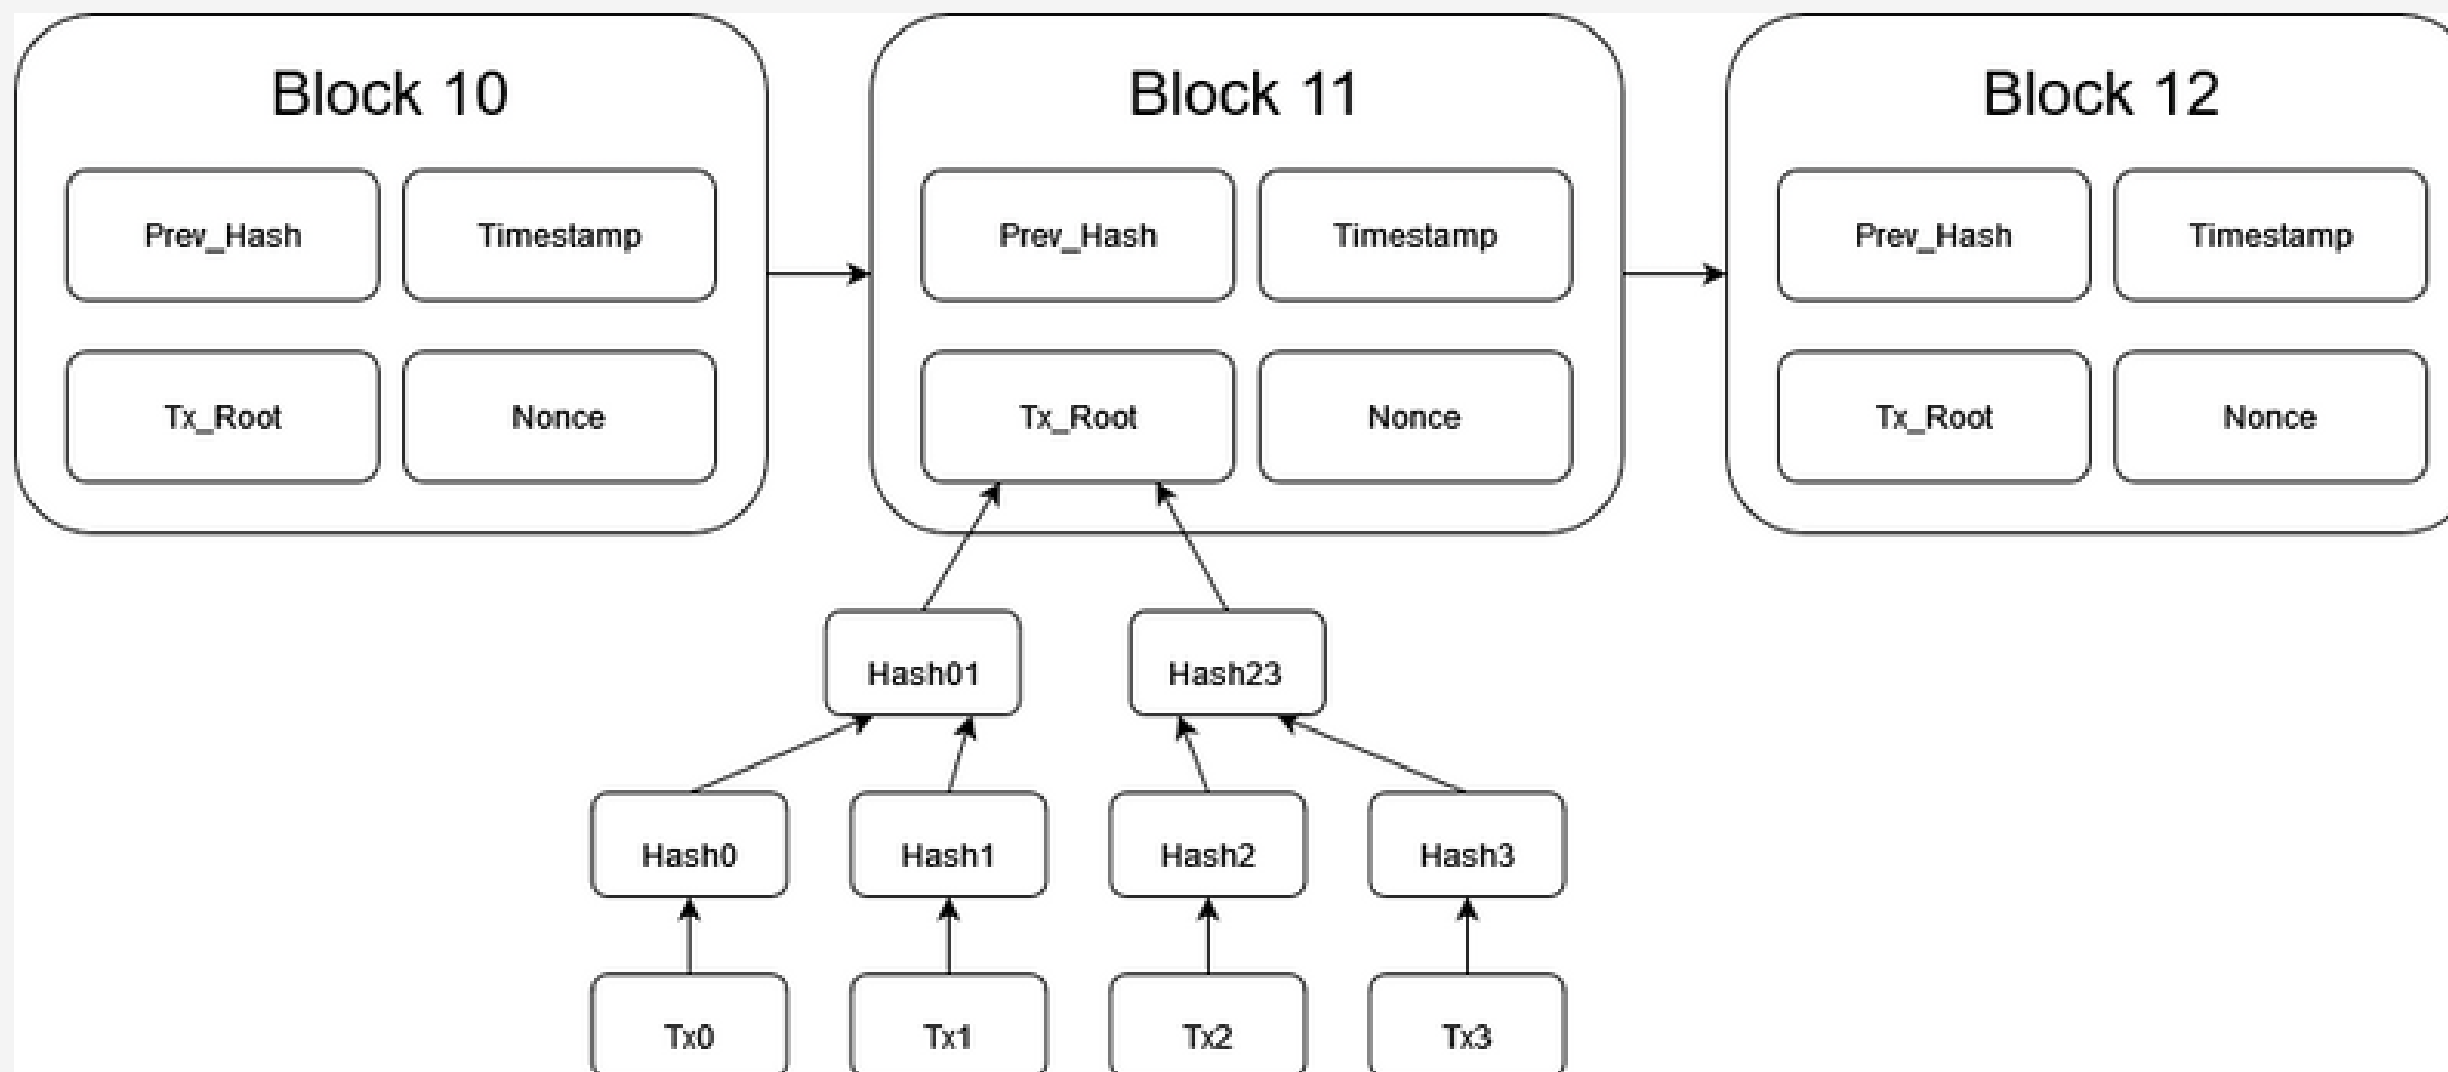 Block 10
Block 11
Block 12
Prev_Hash
Timestamp
Prev_Hash
Timestamp
Prev_Hash
Timestamp
Tx_Root
Nonce
Tx_Root
Nonce
Tx_Root
Nonce
Hash01
Hash23
Hash0
Hash1
Hash2
Hash3
Tx0
Tx1
Tx2
Tx3